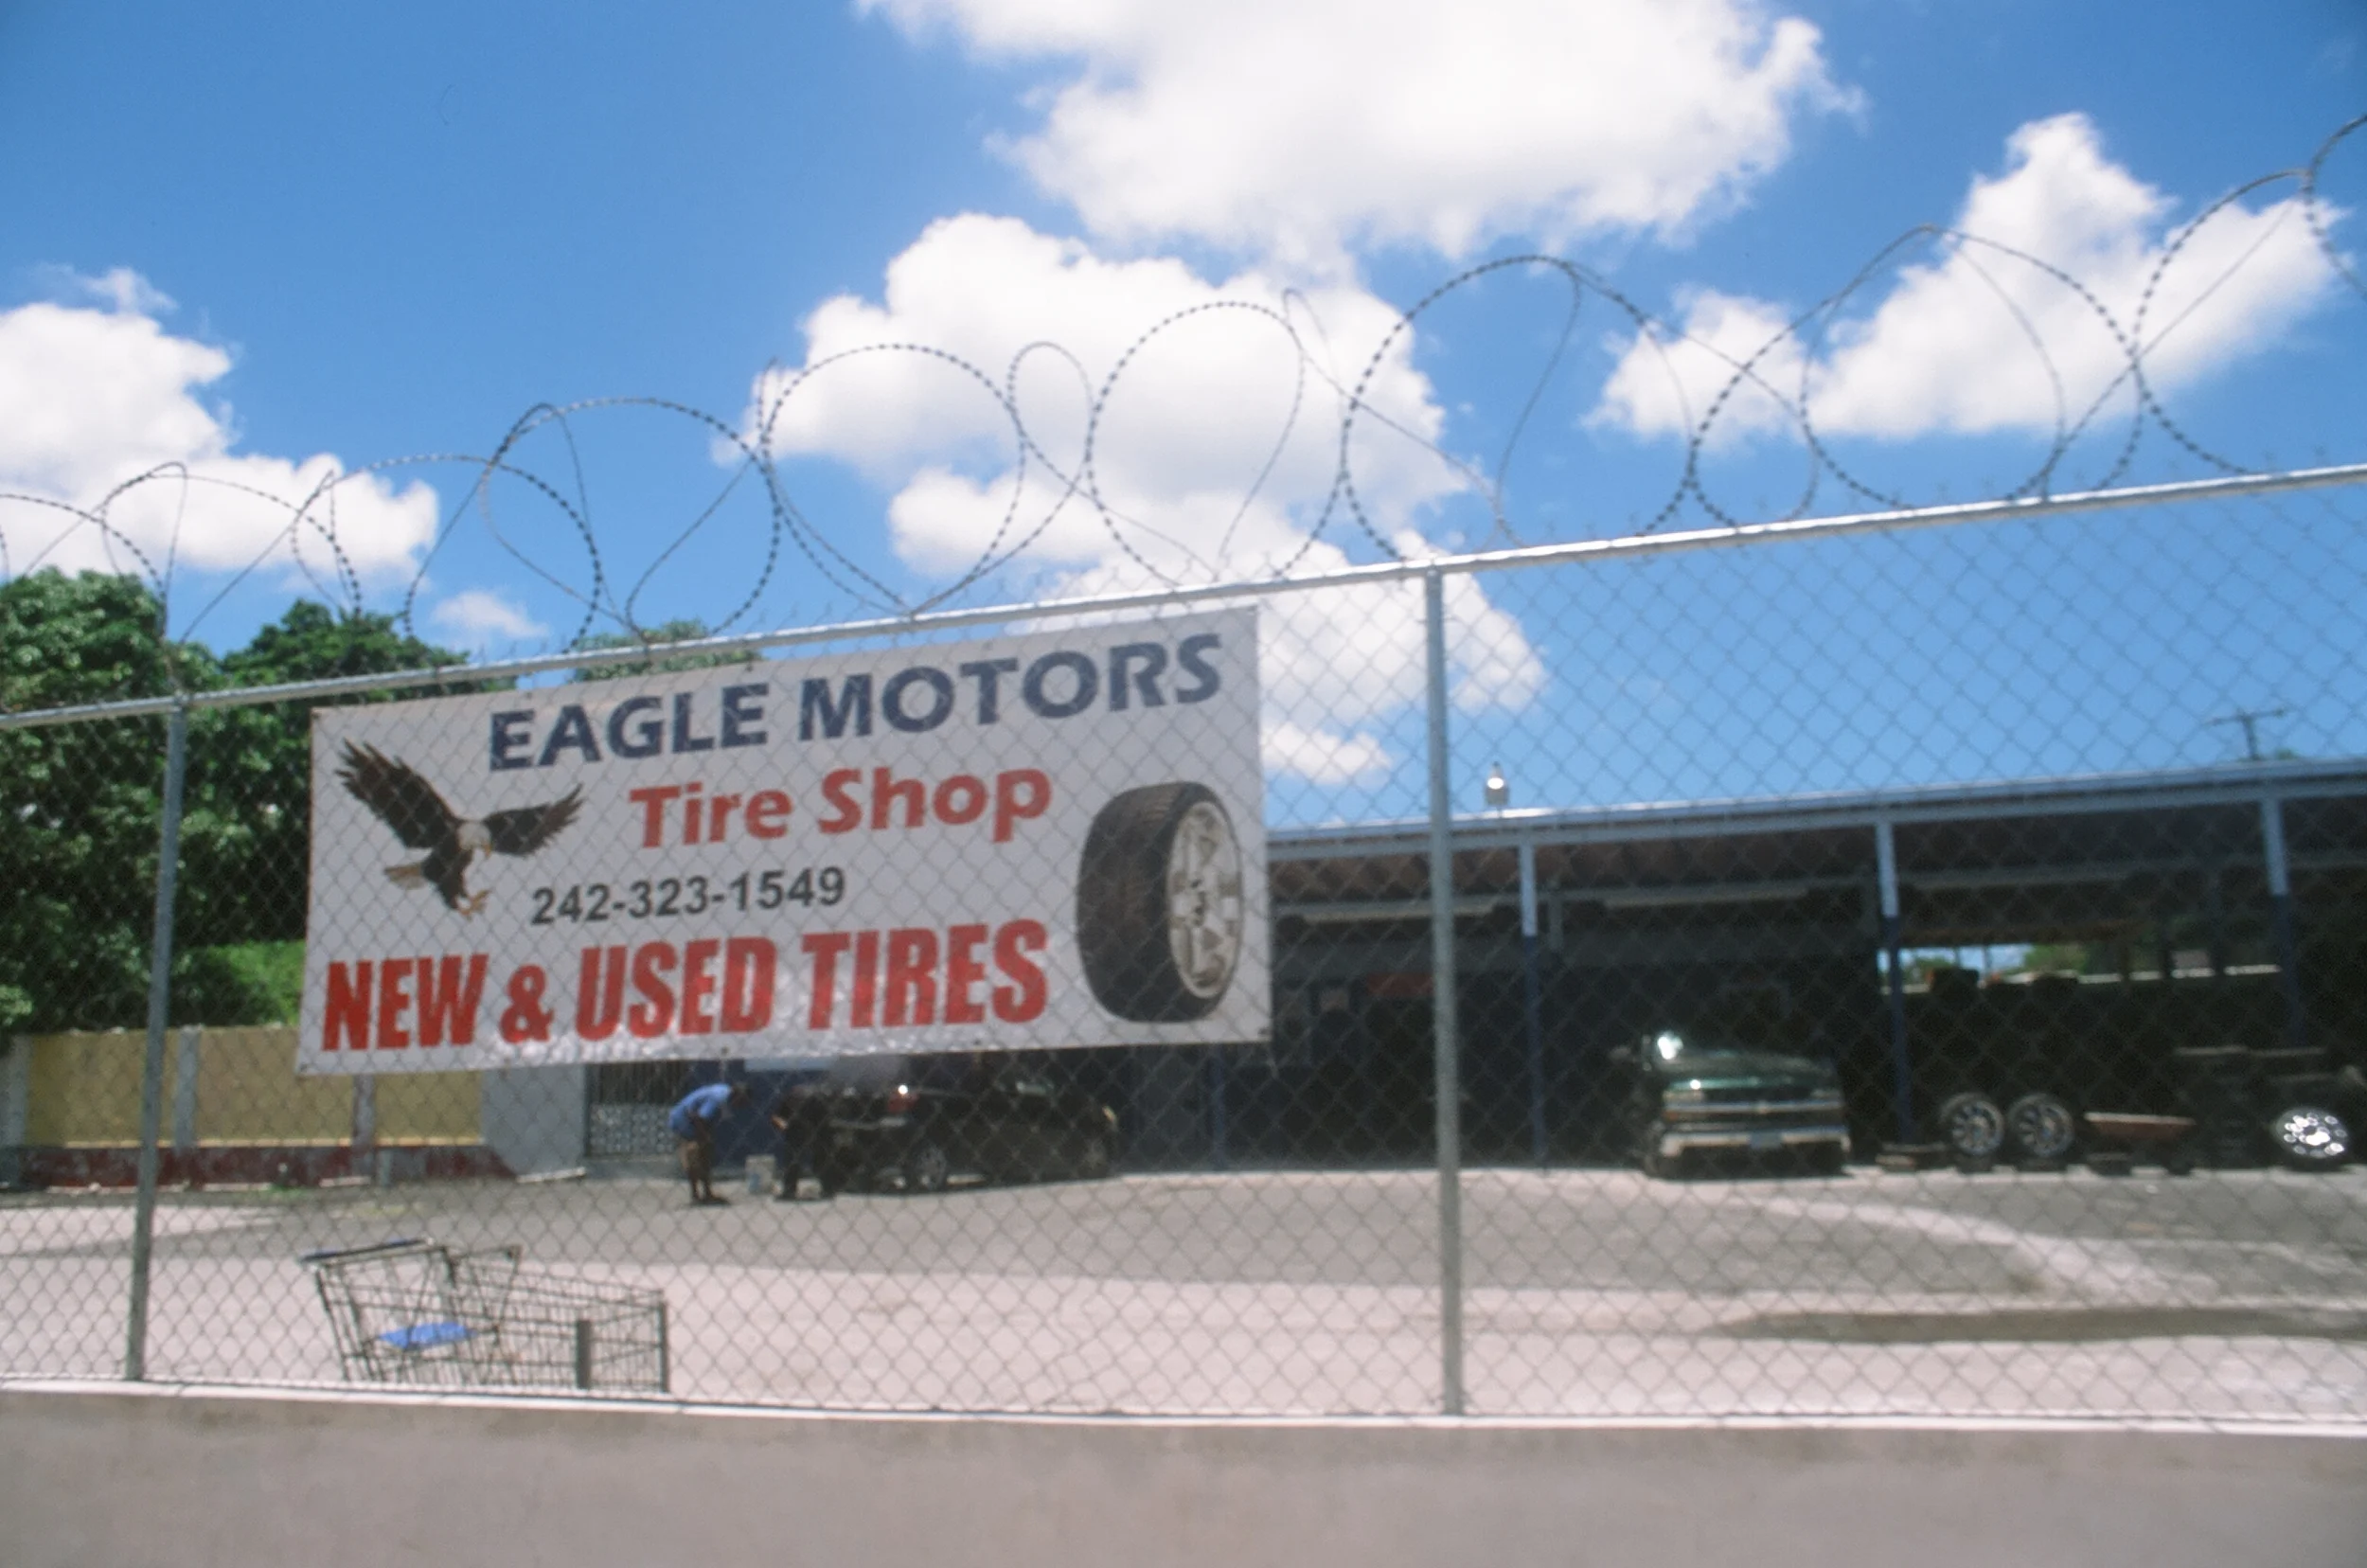 EAGLE MOTORS
Tire Shop
242-323-1549
NEW & USED TIRES